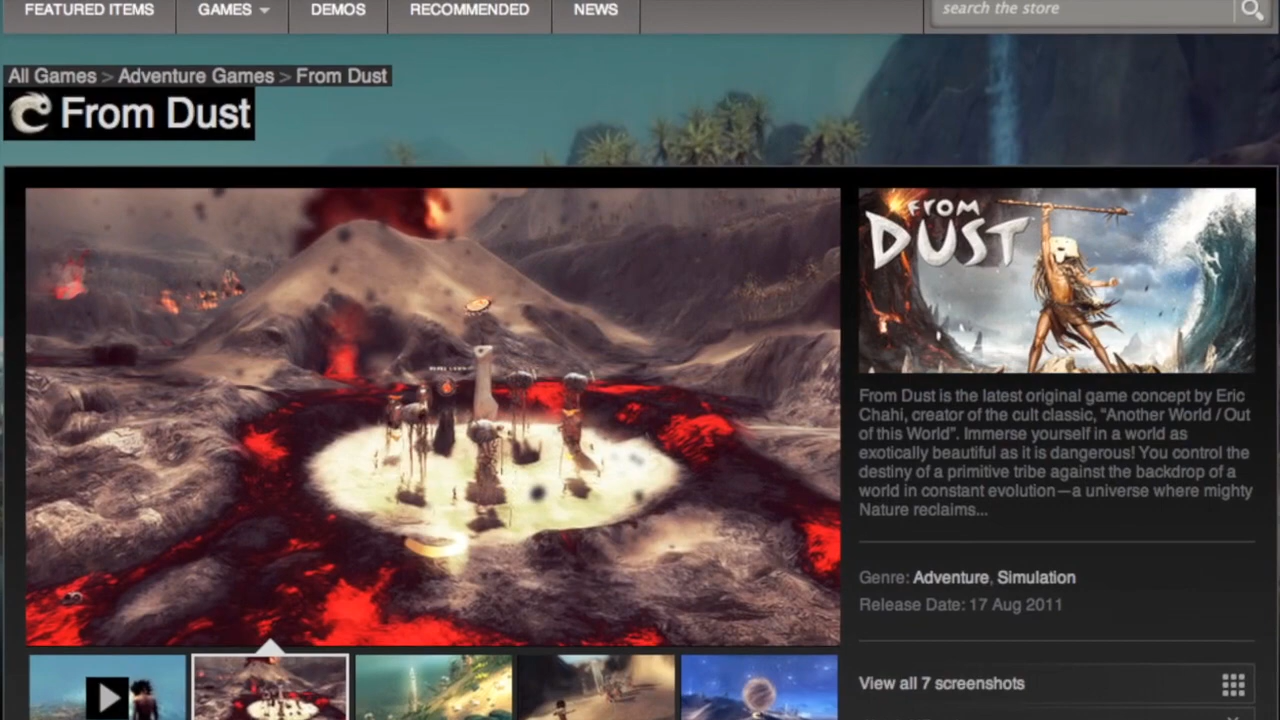 FEATURED ITEMS
GAMES
DEMOS
RECOMMENDED
NEWS
search the store
All Games > Adventure Games > From Dust
From Dust
FROM
DUST
From Dust is the latest original game concept by Eric
Chahi, creator of the cult classic, “Another World / Out
of this World”. Immerse yourself in a world as
exotically beautiful as it is dangerous! You control the
destiny of a primitive tribe against the backdrop of a
world in constant evolution—a universe where mighty
Nature reclaims...
Genre: Adventure, Simulation
Release Date: 17 Aug 2011
View all 7 screenshots